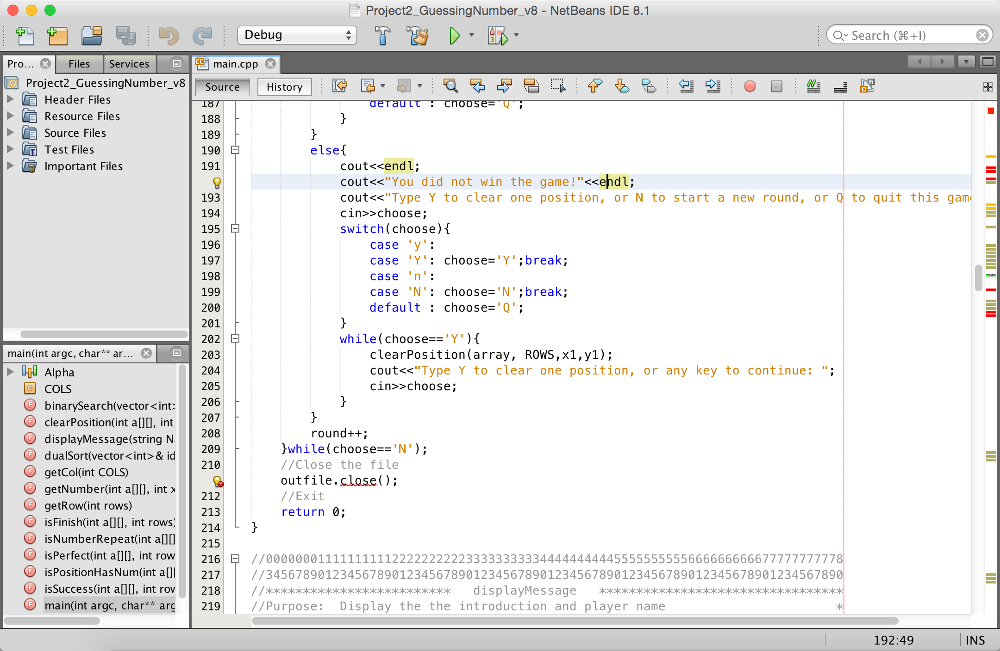 Project2_GuessingNumber_v8 - NetBeans IDE 8.1
Debug
Search (⌘+I)
Pro...
Files
Services
main.cpp
Source
History
Project2_GuessingNumber_v8
Header Files
Resource Files
Source Files
Test Files
Important Files
main(int argc, char** ar...
Alpha
COLS
binarySearch(vector<int>
clearPosition(int a[][], int
displayMessage(string N
dualSort(vector<int>& id
getCol(int COLS)
getNumber(int a[][], int x
getRow(int rows)
isFinish(int a[][], int rows)
isNumberRepeat(int a[][]
isPerfect(int a[][], int row
isPositionHasNum(int a[][
isSuccess(int a[][], int row
main(int argc, char** arg
187 default : choose='Q';
188 }
189 }
190 else{
191 cout<<endl;
cout<<"You did not win the game!"<<endl;
193 cout<<"Type Y to clear one position, or N to start a new round, or Q to quit this game
194 cin>>choose;
195 switch(choose){
196 case 'y':
197 case 'Y': choose='Y';break;
198 case 'n':
199 case 'N': choose='N';break;
200 default : choose='Q';
201 }
202 while(choose=='Y'){
203 clearPosition(array, ROWS,x1,y1);
204 cout<<"Type Y to clear one position, or any key to continue: ";
205 cin>>choose;
206 }
207 }
208 round++;
209 }while(choose=='N');
210 //Close the file
outfile.close();
212 //Exit
213 return 0;
214 }
215
216 //000000011111111112222222222333333333344444444445555555555666666666677777777778
217 //345678901234567890123456789012345678901234567890123456789012345678901234567890
218 //************************* displayMessage *********************************
219 //Purpose: Display the the introduction and player name *
192:49
INS